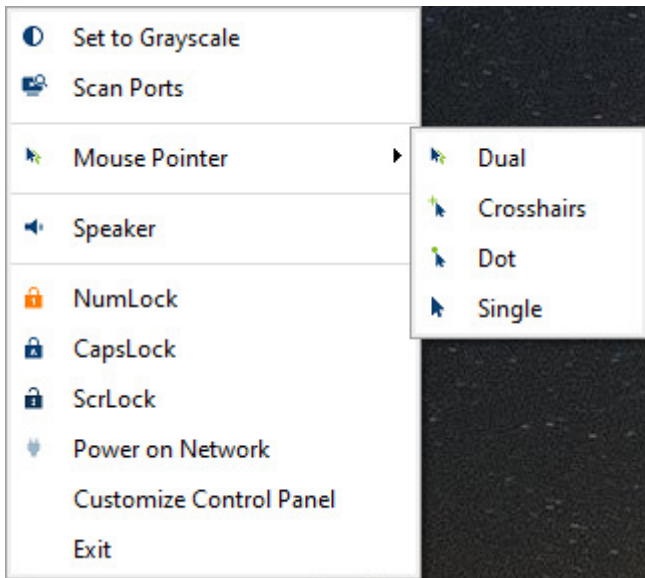 Set to Grayscale
Scan Ports
Mouse Pointer
Speaker
NumLock
CapsLock
ScrLock
Power on Network
Customize Control Panel
Exit
Dual
Crosshairs
Dot
Single